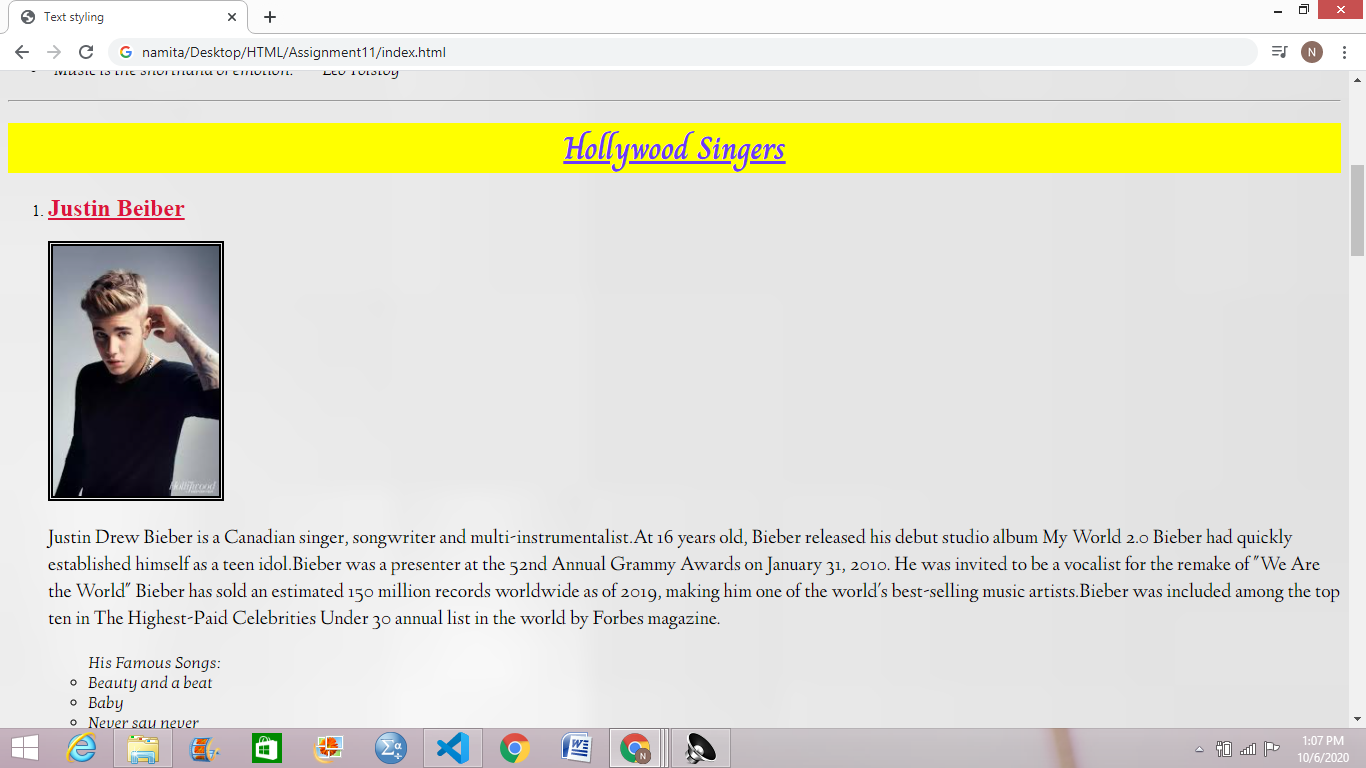 Text styling
namita/Desktop/HTML/Assignment11/index.html
N
"Music is the shorthand of emotion." Leo Tolstoy
Hollywood Singers
1. Justin Beiber
Hollywood
Justin Drew Bieber is a Canadian singer, songwriter and multi-instrumentalist.At 16 years old, Bieber released his debut studio album My World 2.0 Bieber had quickly
established himself as a teen idol.Bieber was a presenter at the 52nd Annual Grammy Awards on January 31, 2010. He was invited to be a vocalist for the remake of "We Are
the World" Bieber has sold an estimated 150 million records worldwide as of 2019, making him one of the world's best-selling music artists.Bieber was included among the top
ten in The Highest-Paid Celebrities Under 30 annual list in the world by Forbes magazine.
His Famous Songs:
Beauty and a beat
Baby
Never say never
1:07 PM
10/6/2020